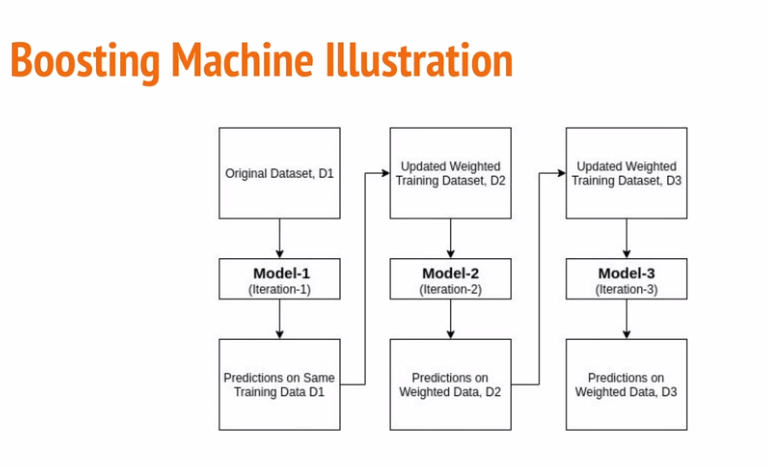 Boosting Machine Illustration
Original Dataset, D1
Model-1
(Iteration-1)
Predictions on Same
Training Data D1
Updated Weighted
Training Dataset, D2
Model-2
(Iteration-2)
Predictions on
Weighted Data, D2
Updated Weighted
Training Dataset, D3
Model-3
(Iteration-3)
Predictions on
Weighted Data, D3